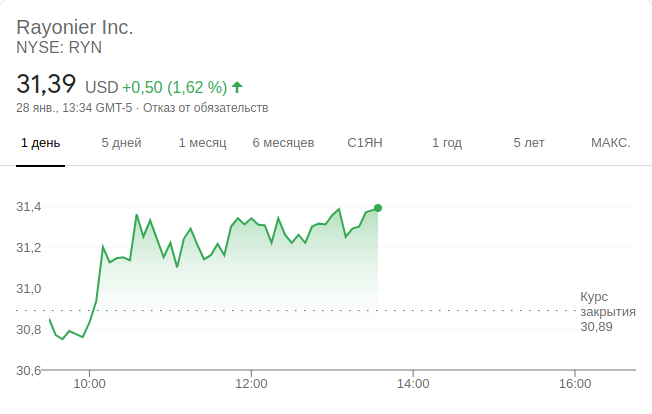 Rayonier Inc.
NYSE: RYN
31,39 USD +0,50 (1,62 %)
28 янв., 13:34 GMT-5 · Отказ от обязательств
1 день 5 дней 1 месяц 6 месяцев С1ЯН 1 год 5 лет МАКС.
31,4
31,2
31,0
Курс
закрытия
30,89
30,8
30,6
10:00 12:00 14:00 16:00